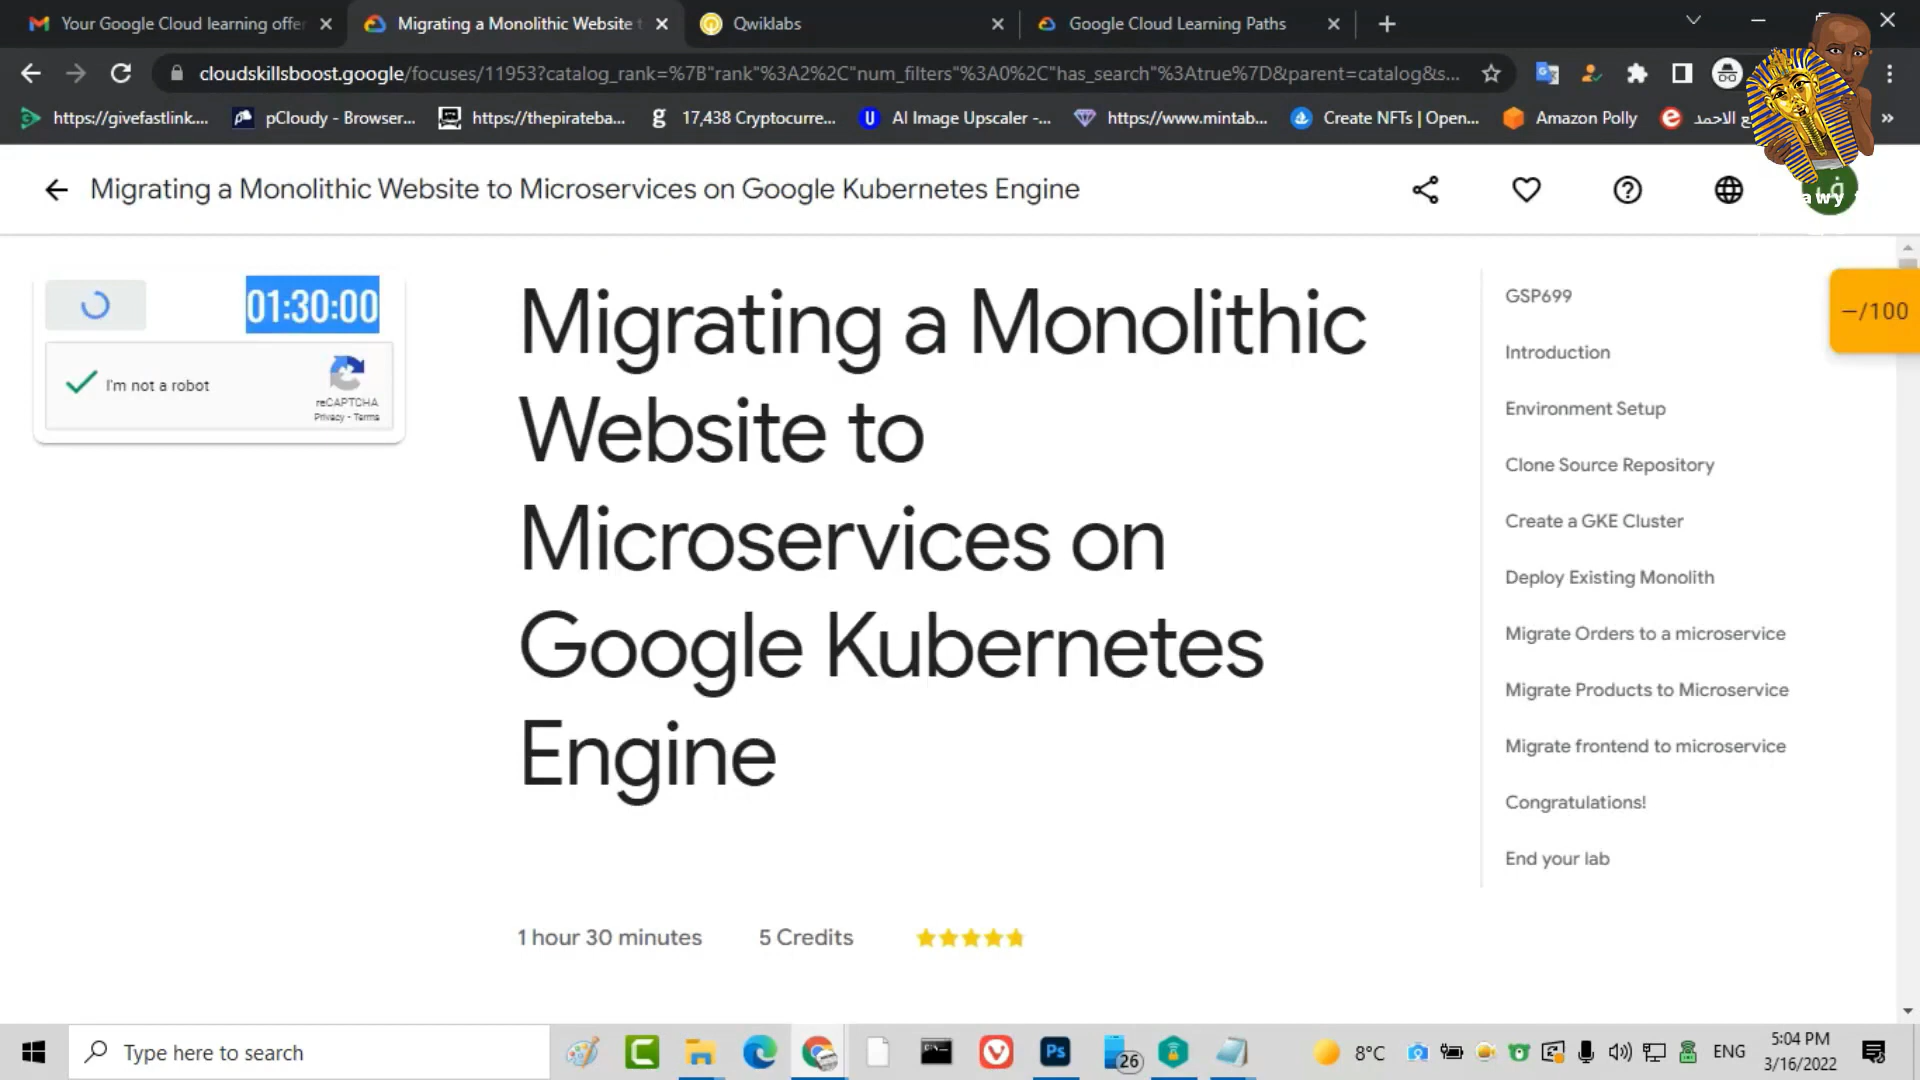 Your Google Cloud learning offer
Migrating a Monolithic Website t
Qwiklabs
Google Cloud Learning Paths
cloudskillsboost.google/focuses/11953?catalog_rank=%7B"rank"%3A2%2C"num_filters"%3A0%2C"has_search"%3Atrue%7D&parent=catalog&s...
https://givefastlink....
pCloudy - Browser...
https://thepirateba...
17,438 Cryptocurre...
AI Image Upscaler -...
https://www.mintab...
Create NFTs | Open...
Amazon Polly
ع الاحمد
Migrating a Monolithic Website to Microservices on Google Kubernetes Engine
awy
01:30:00
I'm not a robot
reCAPTCHA
Privacy - Terms
Migrating a Monolithic
Website to
Microservices on
Google Kubernetes
Engine
1 hour 30 minutes
5 Credits
GSP699
Introduction
Environment Setup
Clone Source Repository
Create a GKE Cluster
Deploy Existing Monolith
Migrate Orders to a microservice
Migrate Products to Microservice
Migrate frontend to microservice
Congratulations!
End your lab
–/100
Type here to search
Ps
26
8°C
ENG
5:04 PM
3/16/2022